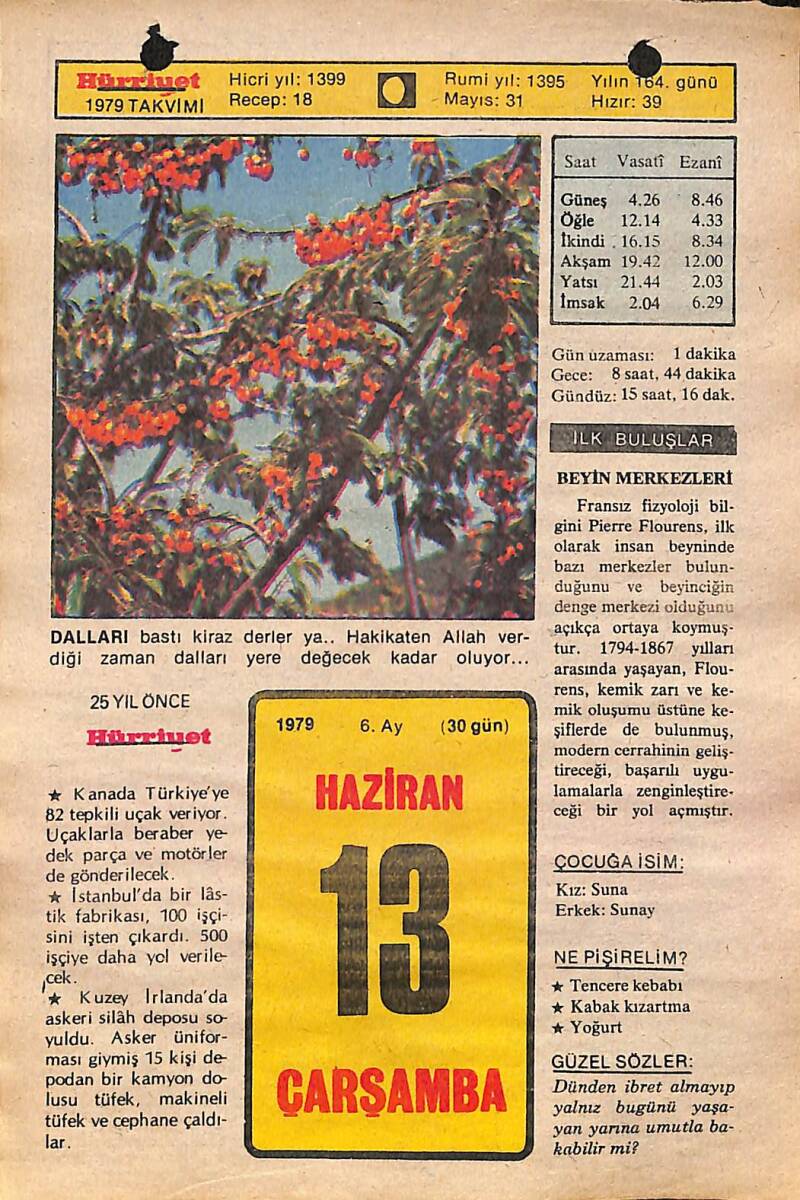 Hürriyet
1979 TAKVİMİ
Hicri yıl: 1399
Recep: 18
Rumi yıl: 1395
Mayıs: 31
Yılın 164. günü
Hızır: 39
Saat Vasatî Ezanî
Güneş 4.26 8.46
Öğle 12.14 4.33
İkindi 16.15 8.34
Akşam 19.42 12.00
Yatsı 21.44 2.03
İmsak 2.04 6.29
Gün uzaması: 1 dakika
Gece: 8 saat, 44 dakika
Gündüz: 15 saat, 16 dak.
İLK BULUŞLAR
BEYİN MERKEZLERİ
Fransız fizyoloji bil-
gini Pierre Flourens, ilk
olarak insan beyninde
bazı merkezler bulun-
duğunu ve beyinciğin
denge merkezi olduğunu
açıkça ortaya koymuş-
tur. 1794-1867 yılları
arasında yaşayan, Flou-
rens, kemik zarı ve ke-
mik oluşumu üstüne ke-
şiflerde de bulunmuş,
modern cerrahinin geliş-
tireceği, başarılı uygu-
lamalarla zenginleştire-
ceği bir yol açmıştır.
ÇOCUĞA İSİM:
Kız: Suna
Erkek: Sunay
NE PİŞİRELİM?
★ Tencere kebabı
★ Kabak kızartma
★ Yoğurt
GÜZEL SÖZLER:
Dünden ibret almayıp
yalnız bugünü yaşa-
yan yarına umutla ba-
kabilir mi?
DALLARI bastı kiraz derler ya.. Hakikaten Allah ver-
diği zaman dalları yere değecek kadar oluyor...
25 YIL ÖNCE
Hürriyet
★ Kanada Türkiye'ye
82 tepkili uçak veriyor.
Uçaklarla beraber ye-
dek parça ve motörler
de gönderilecek.
★ İstanbul'da bir lâs-
tik fabrikası, 100 işçi-
sini işten çıkardı. 500
işçiye daha yol verile-
cek.
★ Kuzey İrlanda'da
askeri silâh deposu so-
yuldu. Asker ünifor-
ması giymiş 15 kişi de-
podan bir kamyon do-
lusu tüfek, makineli
tüfek ve cephane çaldı-
lar.
1979 6. Ay (30 gün)
HAZİRAN
13
ÇARŞAMBA